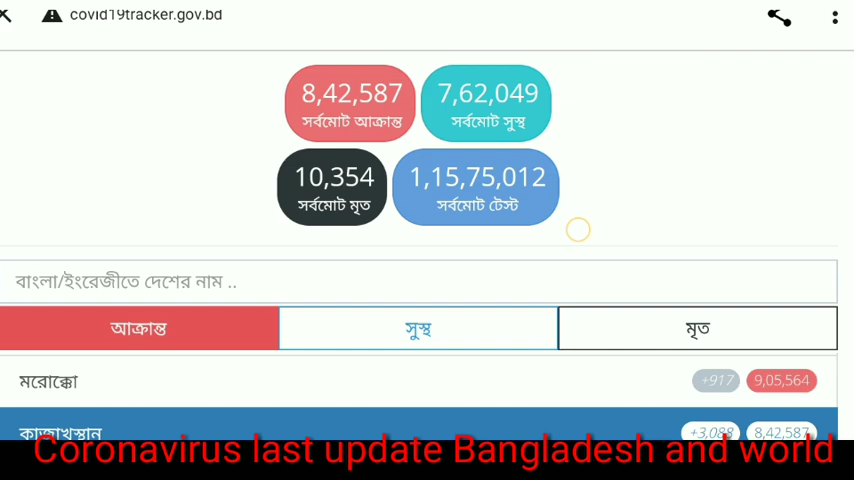 covid19tracker.gov.bd
8,42,587 7,62,049
সর্বমোট আক্রান্ত সর্বমোট সুস্থ
10,354 1,15,75,012
সর্বমোট মৃত সর্বমোট টেস্ট
বাংলা/ইংরেজীতে দেশের নাম ..
আক্রান্ত সুস্থ মৃত
মরোক্কো +917 9,05,564
কাজাখস্থান +3,088 8,42,587
Coronavirus last update Bangladesh and world